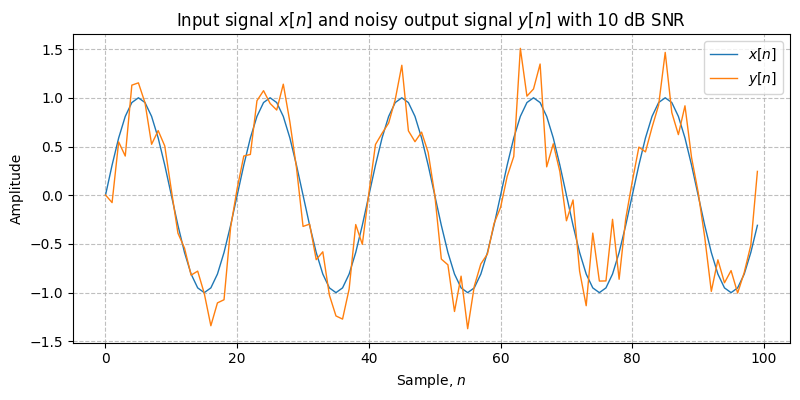 Input signal x[n] and noisy output signal y[n] with 10 dB SNR
x[n]
y[n]
Amplitude
1.5
1.0
0.5
0.0
−0.5
−1.0
−1.5
0
20
40
60
80
100
Sample, n